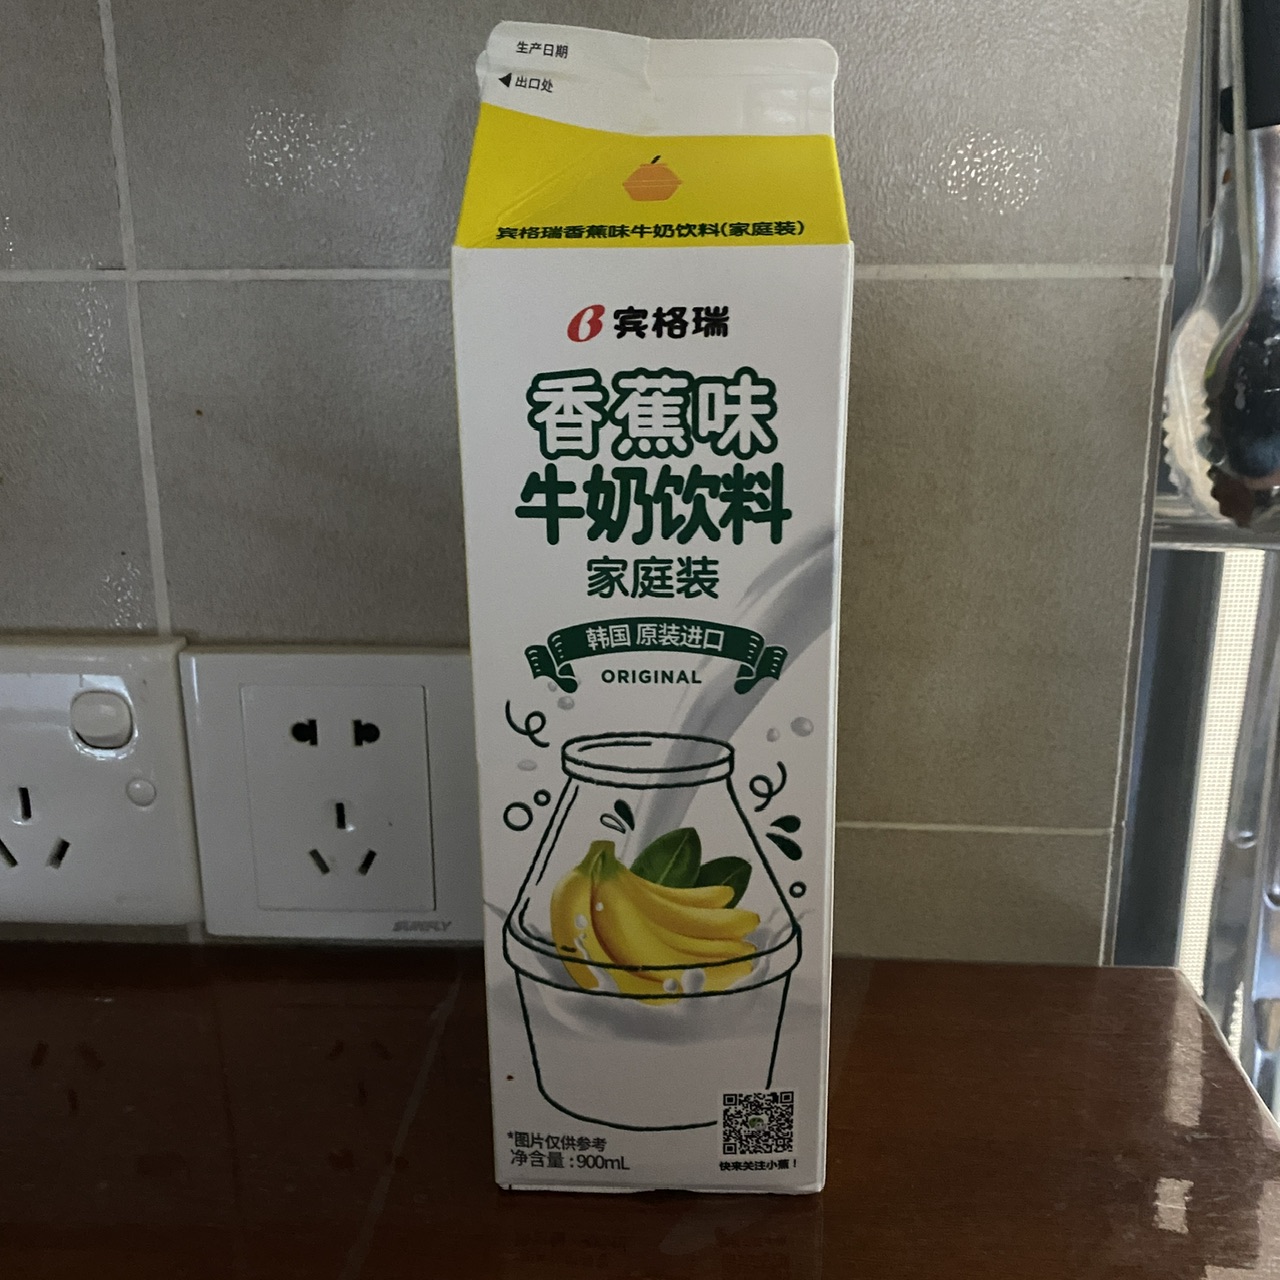 生产日期
◀出口处
宾格瑞香蕉味牛奶饮料(家庭装)
宾格瑞
香蕉味
牛奶饮料
家庭装
韩国 原装进口
ORIGINAL
*图片仅供参考
净含量:900mL
快来关注小蕉!
SUNFLY